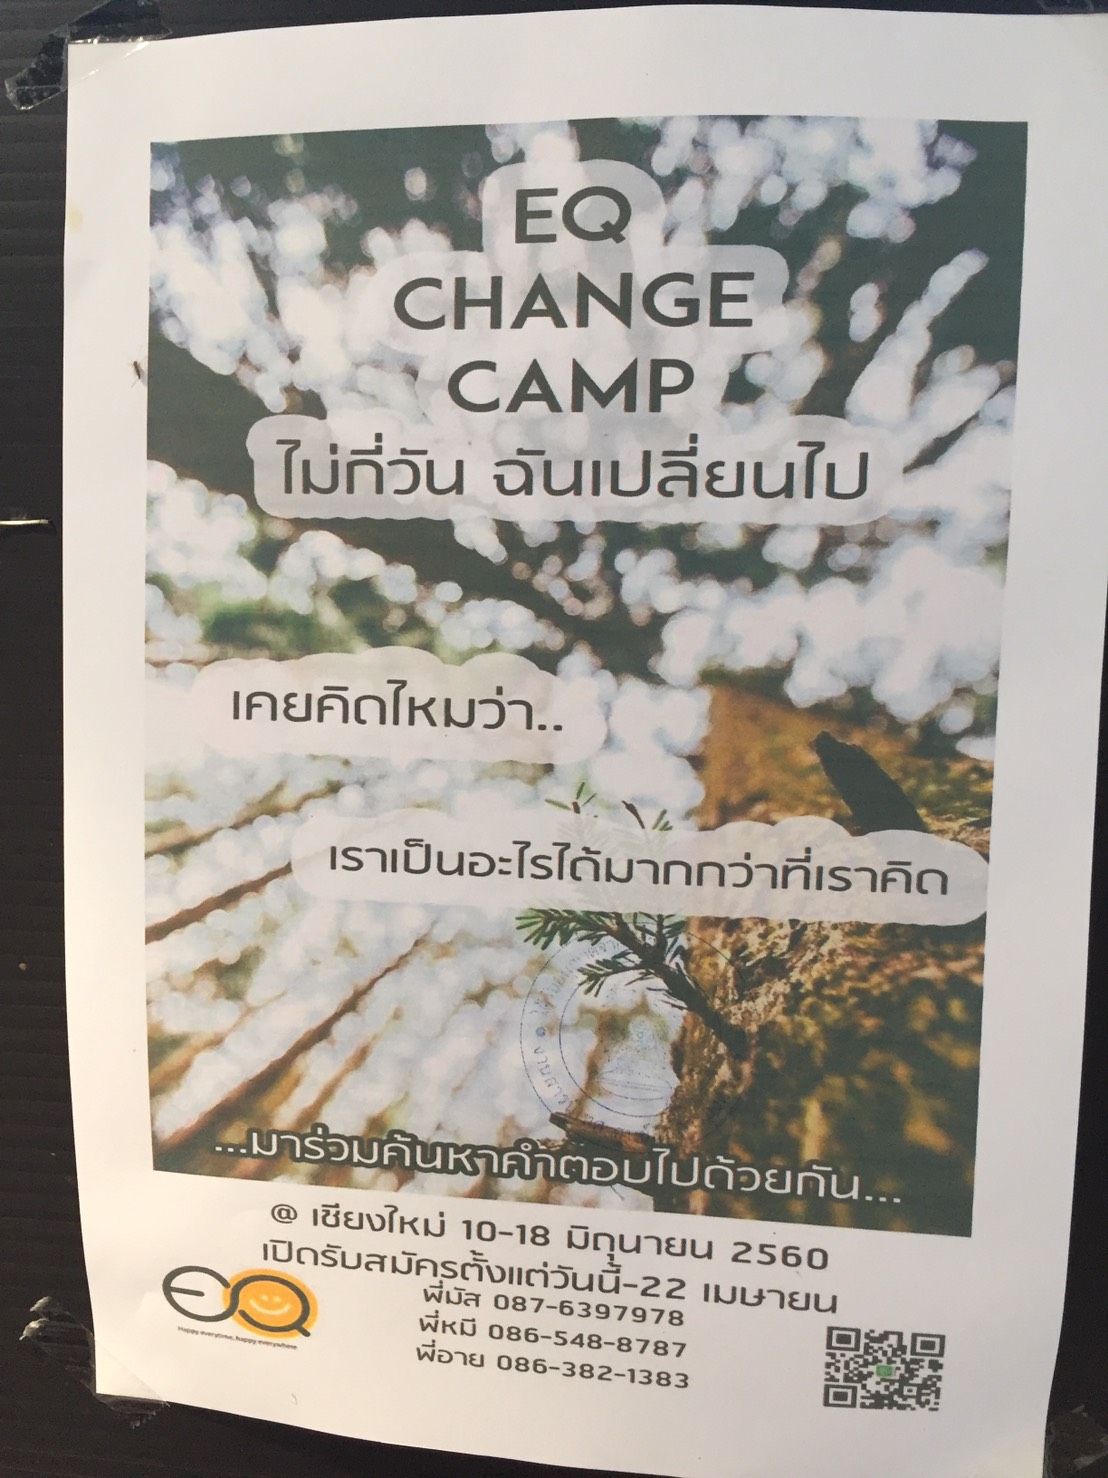 EQ
CHANGE
CAMP
ไม่กี่วัน ฉันเปลี่ยนไป
เคยคิดไหมว่า..
เราเป็นอะไรได้มากกว่าที่เราคิด
...มาร่วมค้นหาคำตอบไปด้วยกัน...
@ เชียงใหม่ 10-18 มิถุนายน 2560
เปิดรับสมัครตั้งแต่วันนี้-22 เมษายน
พี่มัส 087-6397978
พี่หมี 086-548-8787
พี่อาย 086-382-1383
EQ
Happy everytime, happy everywhere